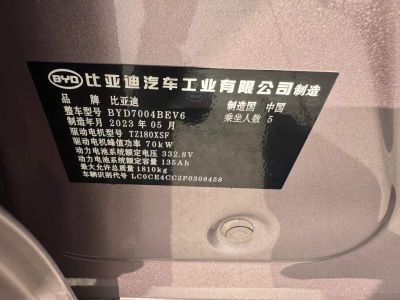 BYD 比亚迪汽车工业有限公司制造
品 牌 比亚迪 制造国 中国
整车型号 BYD7004BEV6 乘坐人数 5
制造年月 2023 年 05 月
驱动电机型号 TZ180XSF
驱动电机峰值功率 70kW
动力电池系统额定电压 332.8V
动力电池系统额定容量 135Ah
最大允许总质量 1810kg
车辆识别代号 LC0CE4CC2P0308458